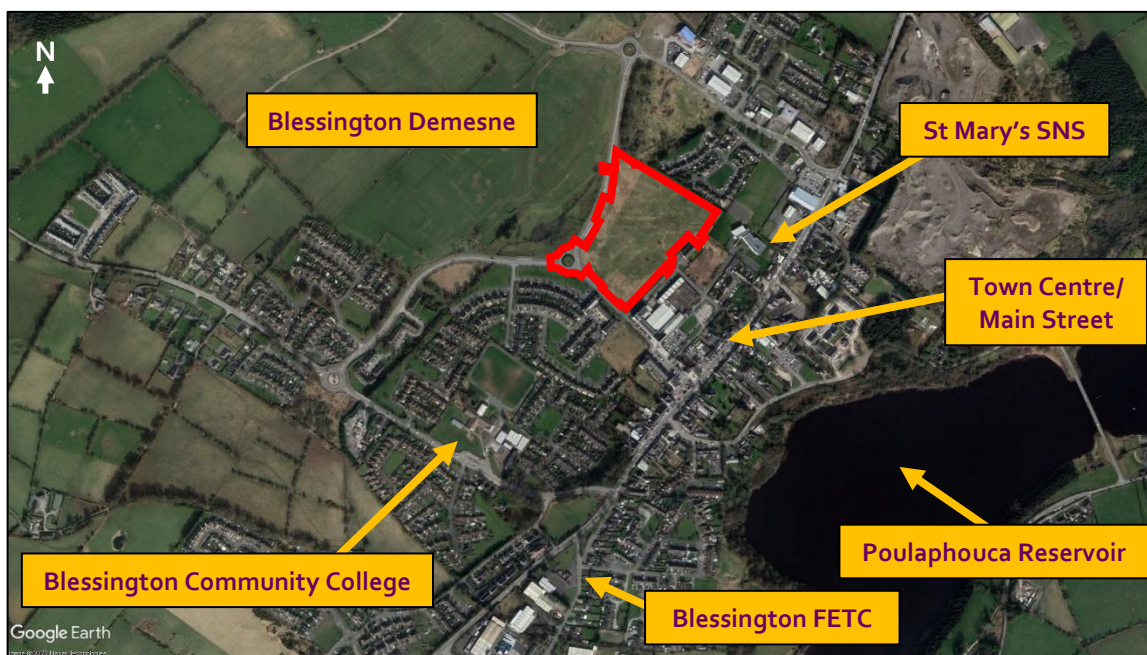 N
Blessington Demesne
St Mary's SNS
Town Centre/
Main Street
Blessington Community College
Poulaphouca Reservoir
Blessington FETC
Google Earth